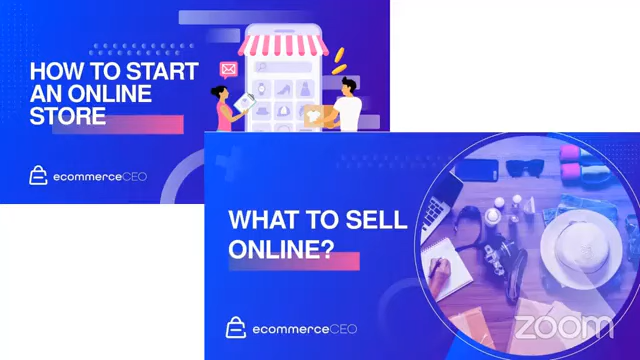 HOW TO START
AN ONLINE
STORE
ecommerceCEO
WHAT TO SELL
ONLINE?
ecommerceCEO
zoom